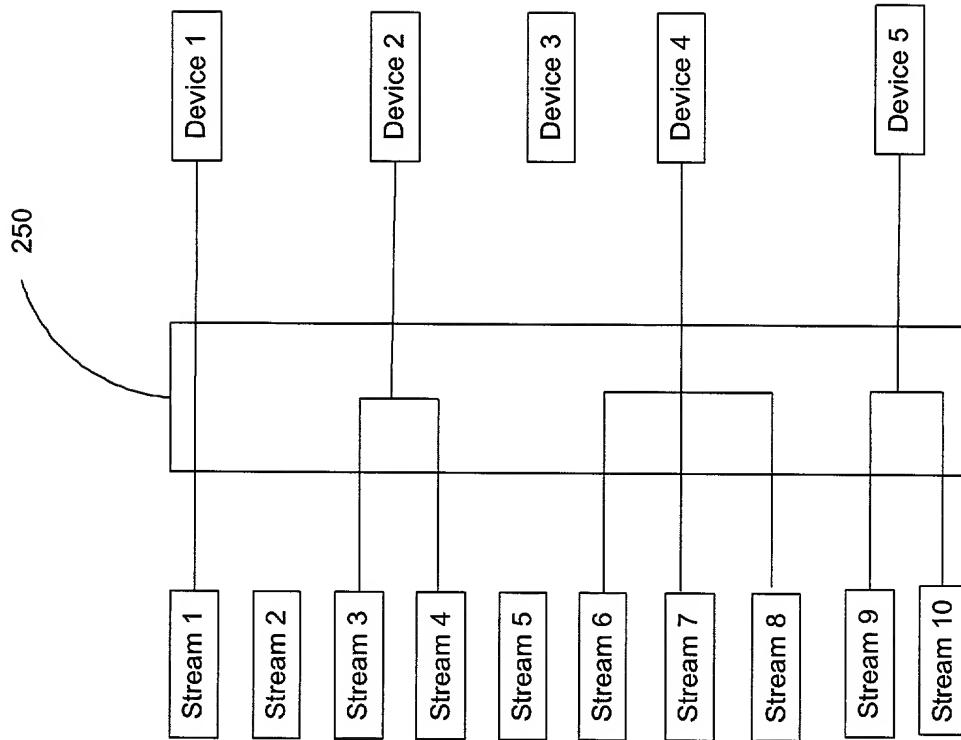 250
Device 1
Device 2
Device 3
Device 4
Device 5
Stream 1
Stream 2
Stream 3
Stream 4
Stream 5
Stream 6
Stream 7
Stream 8
Stream 9
Stream 10